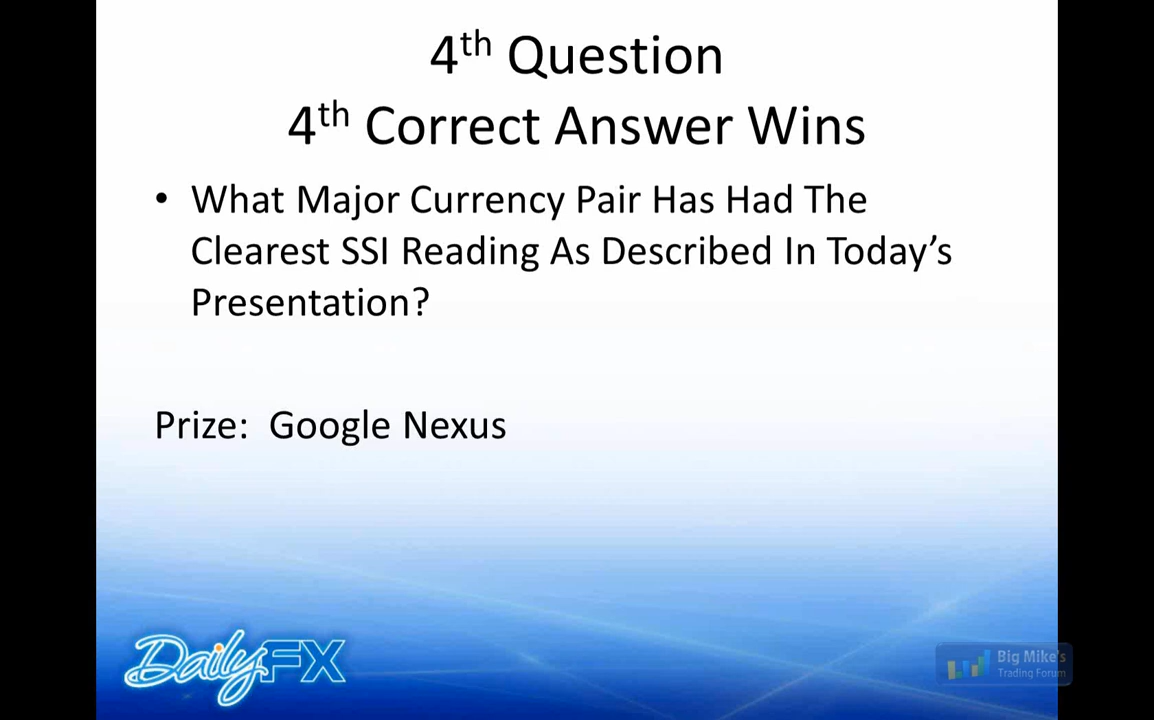 4th Question
4th Correct Answer Wins
• What Major Currency Pair Has Had The
Clearest SSI Reading As Described In Today’s
Presentation?
Prize:  Google Nexus
DailyFX
Big Mike's
Trading Forum